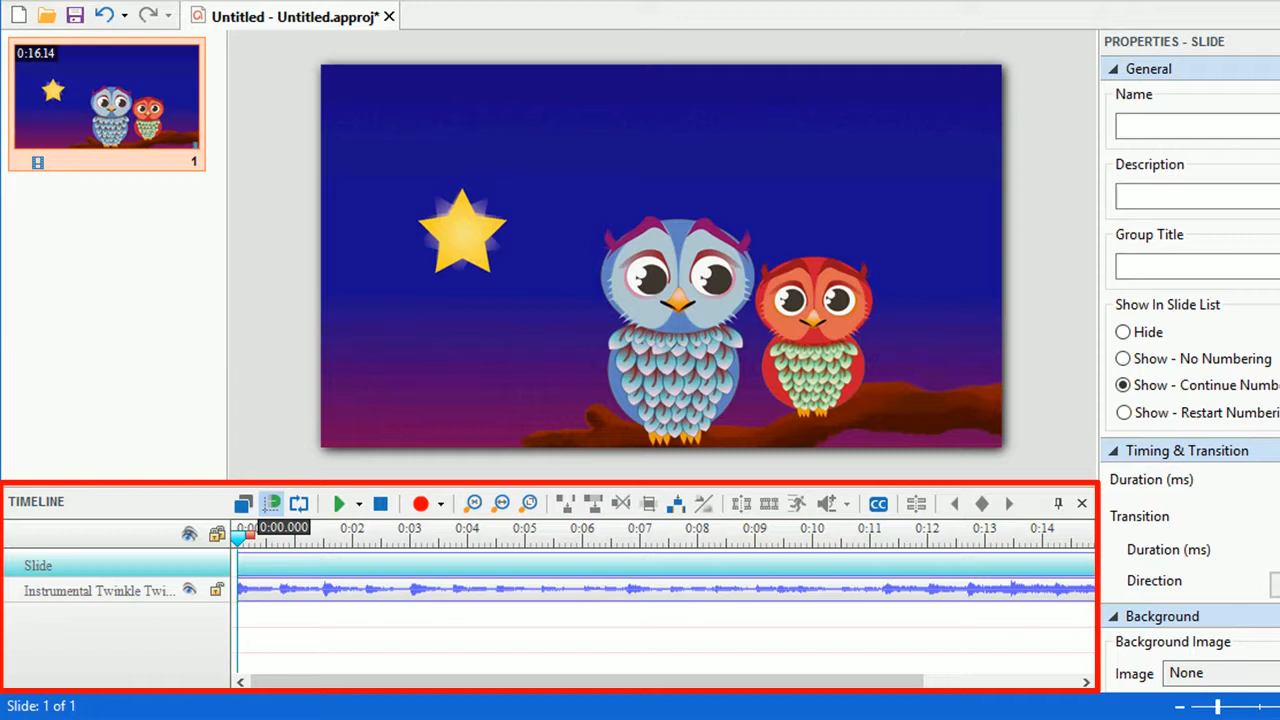 Untitled - Untitled.approj*
PROPERTIES - SLIDE
0:16.14
1
General
Name
Description
Group Title
Show In Slide List
Hide
Show - No Numbering
Show - Continue Numb
Show - Restart Numberin
Timing & Transition
Duration (ms)
Transition
Duration (ms)
Direction
Background
Background Image
Image None
TIMELINE
CC
0:00.000 0:02 0:03 0:04 0:05 0:06 0:07 0:08 0:09 0:10 0:11 0:12 0:13 0:14
Slide
Instrumental Twinkle Twi...
Slide: 1 of 1